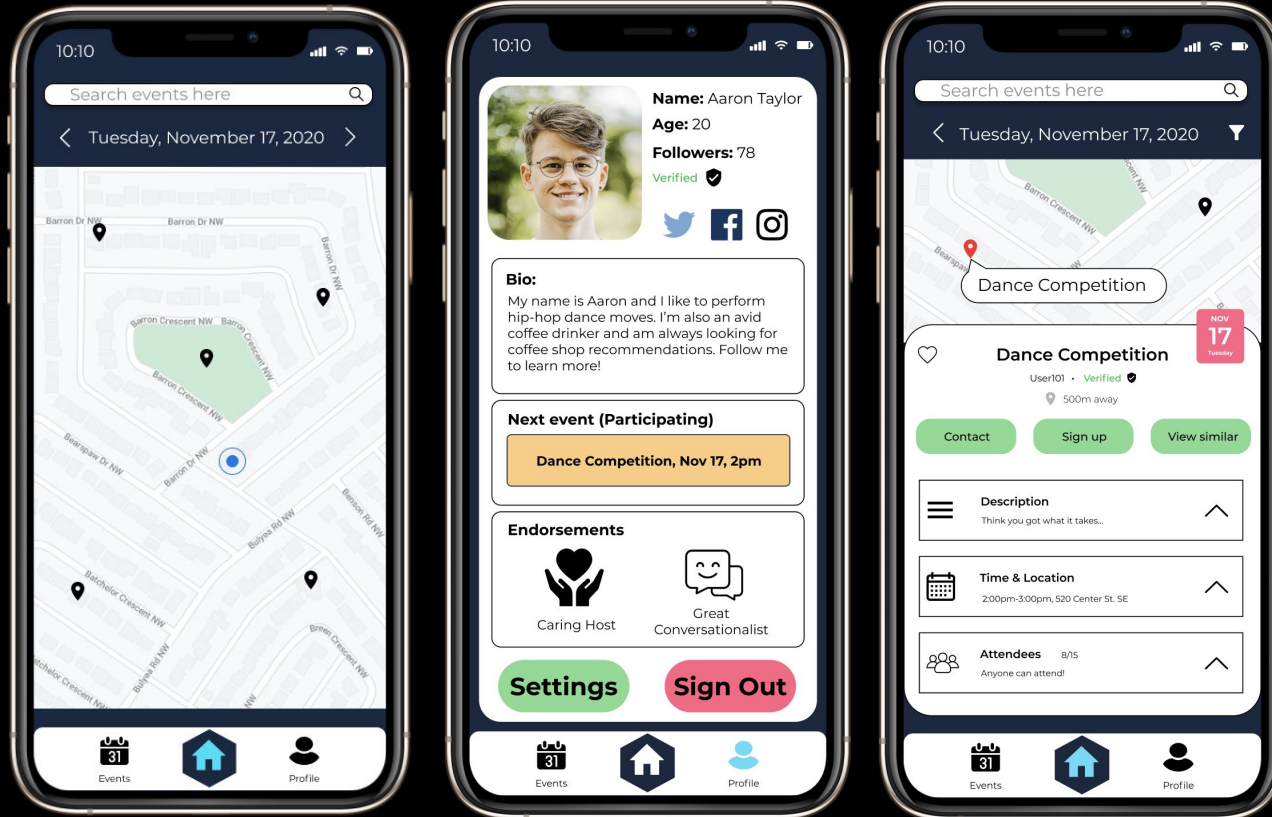 10:10
Search events here
Tuesday, November 17, 2020
Barron Dr NW
Barron Dr NW
Barron Dr NW
Barron Crescent NW
Barron Crescent NW
Barron Crescent NW
Bearspaw Dr NW
Barron Dr NW
Benson Rd NW
Bulyea Rd NW
Batchelor Crescent NW
Breen Crescent NW
Batchelor Crescent NW
Bulyea Rd NW
NW
31
Events
Profile
10:10
Name: Aaron Taylor
Age: 20
Followers: 78
Verified
Bio:
My name is Aaron and I like to perform
hip-hop dance moves. I'm also an avid
coffee drinker and am always looking for
coffee shop recommendations. Follow me
to learn more!
Next event (Participating)
Dance Competition, Nov 17, 2pm
Endorsements
Caring Host
Great
Conversationalist
Settings
Sign Out
31
Events
Profile
10:10
Search events here
Tuesday, November 17, 2020
Barron Crescent NW
Dance Competition
NOV
17
Tuesday
Dance Competition
User101 • Verified
500m away
Contact
Sign up
View similar
Description
Think you got what it takes...
Time & Location
2:00pm-3:00pm, 520 Center St. SE
Attendees 8/15
Anyone can attend!
31
Events
Profile